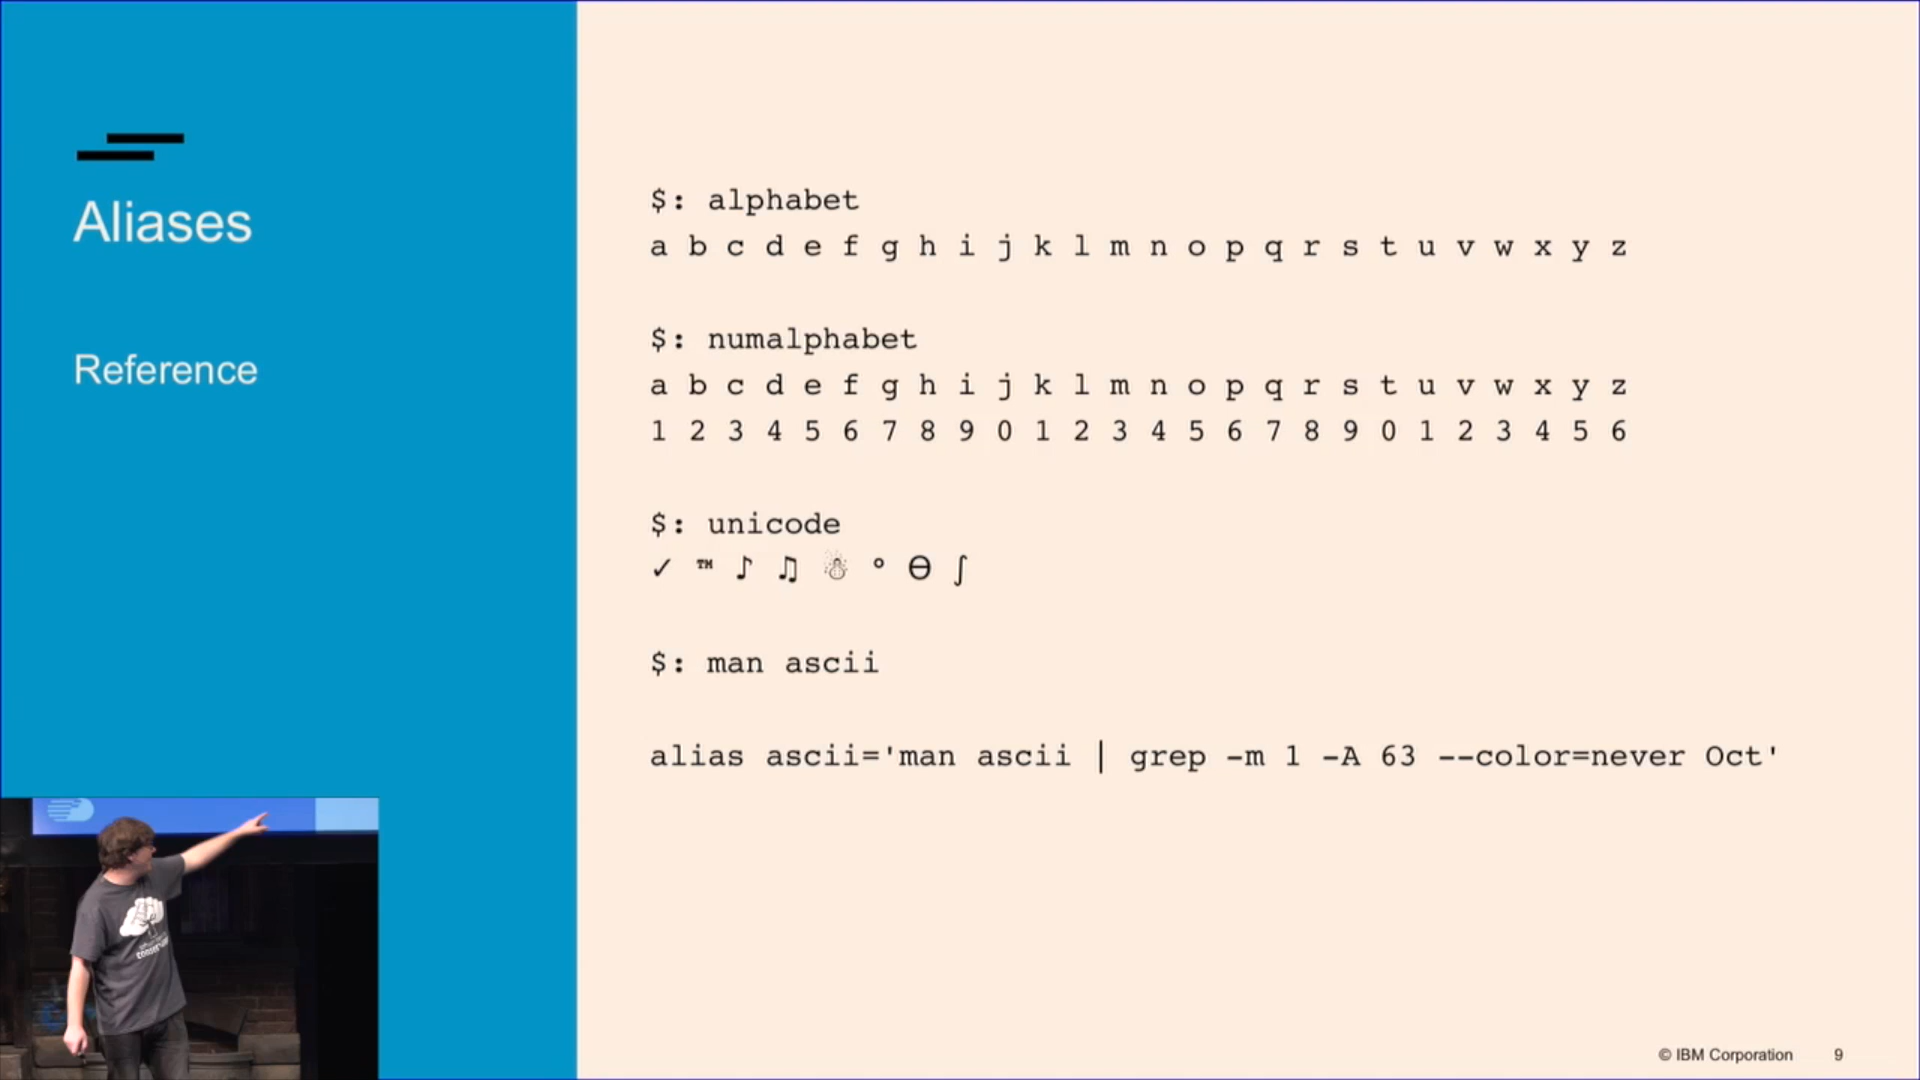 Aliases
Reference
$: alphabet
a b c d e f g h i j k l m n o p q r s t u v w x y z
$: numalphabet
a b c d e f g h i j k l m n o p q r s t u v w x y z
1 2 3 4 5 6 7 8 9 0 1 2 3 4 5 6 7 8 9 0 1 2 3 4 5 6
$: unicode
✓ ™ ♪ ♫ ☃ ° ϴ ∫
$: man ascii
alias ascii='man ascii | grep -m 1 -A 63 --color=never Oct'
© IBM Corporation 9